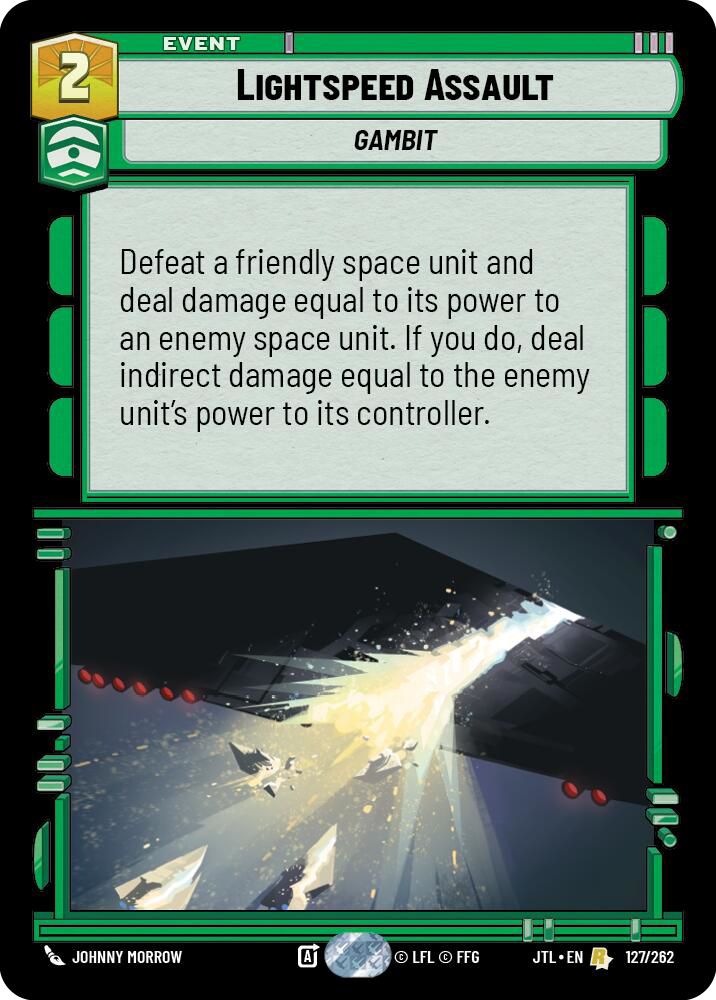 EVENT
2
LIGHTSPEED ASSAULT
GAMBIT
Defeat a friendly space unit and
deal damage equal to its power to
an enemy space unit. If you do, deal
indirect damage equal to the enemy
unit's power to its controller.
JOHNNY MORROW A © LFL © FFG JTL • EN R 127/262